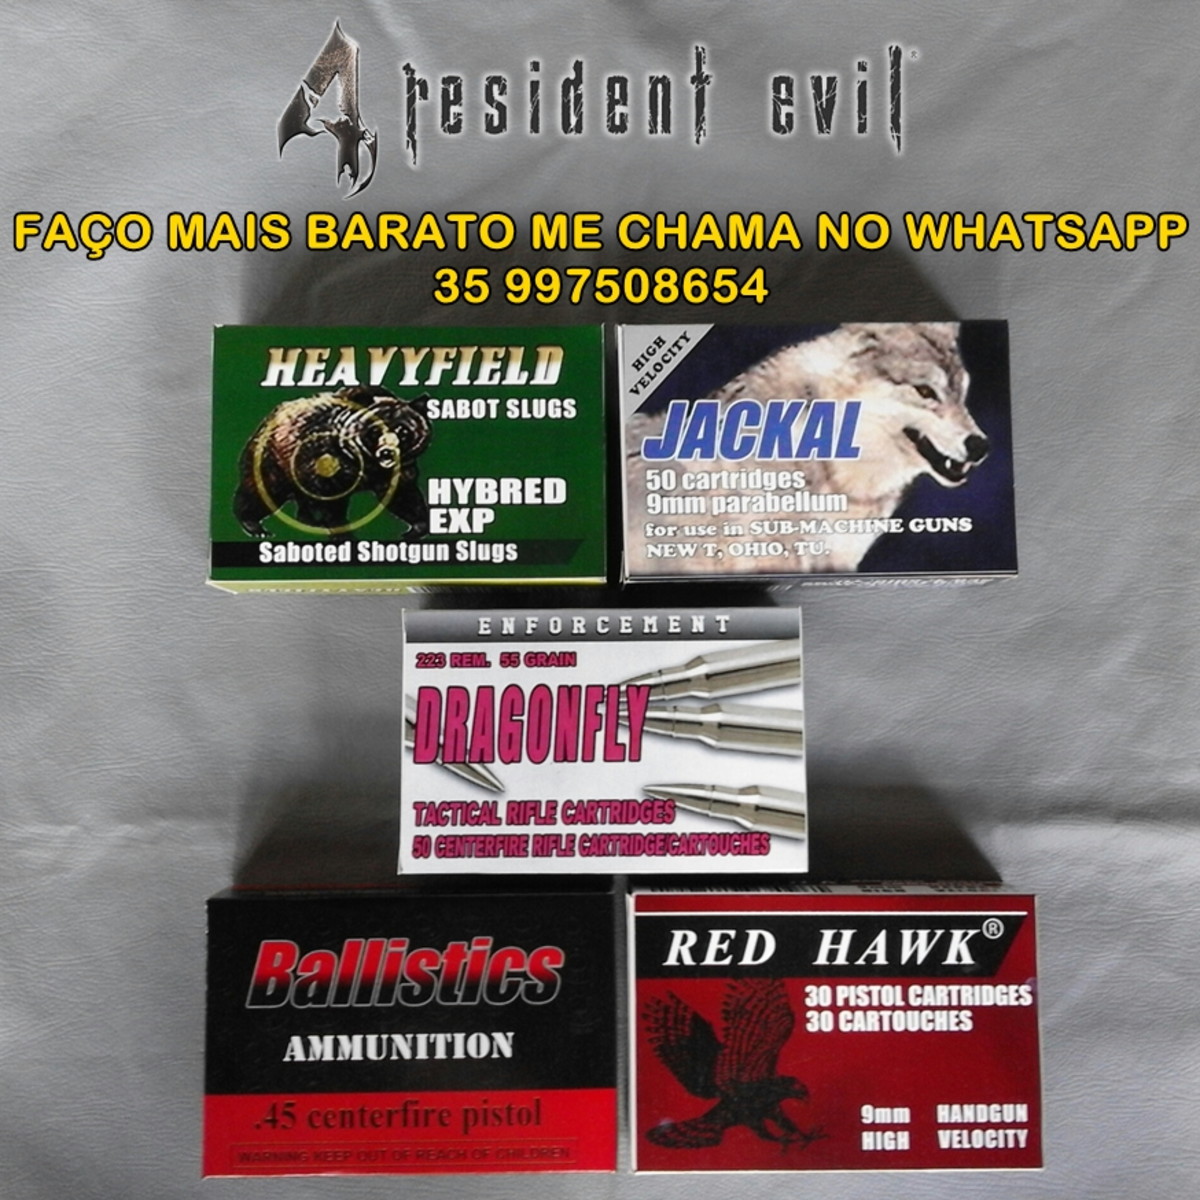 4 resident evil
FAÇO MAIS BARATO ME CHAMA NO WHATSAPP
35 997508654
HEAVYFIELD
SABOT SLUGS
HYBRED
EXP
Saboted Shotgun Slugs
HIGH
VELOCITY
JACKAL
50 cartridges
9mm parabellum
for use in SUB-MACHINE GUNS
NEW T, OHIO, TU.
ENFORCEMENT
223 REM. 55 GRAIN
DRAGONFLY
TACTICAL RIFLE CARTRIDGES
50 CENTERFIRE RIFLE CARTRIDGE/CARTOUCHES
Ballistics
AMMUNITION
.45 centerfire pistol
WARNING KEEP OUT OF REACH OF CHILDREN
RED HAWK®
30 PISTOL CARTRIDGES
30 CARTOUCHES
9mm HANDGUN
HIGH VELOCITY